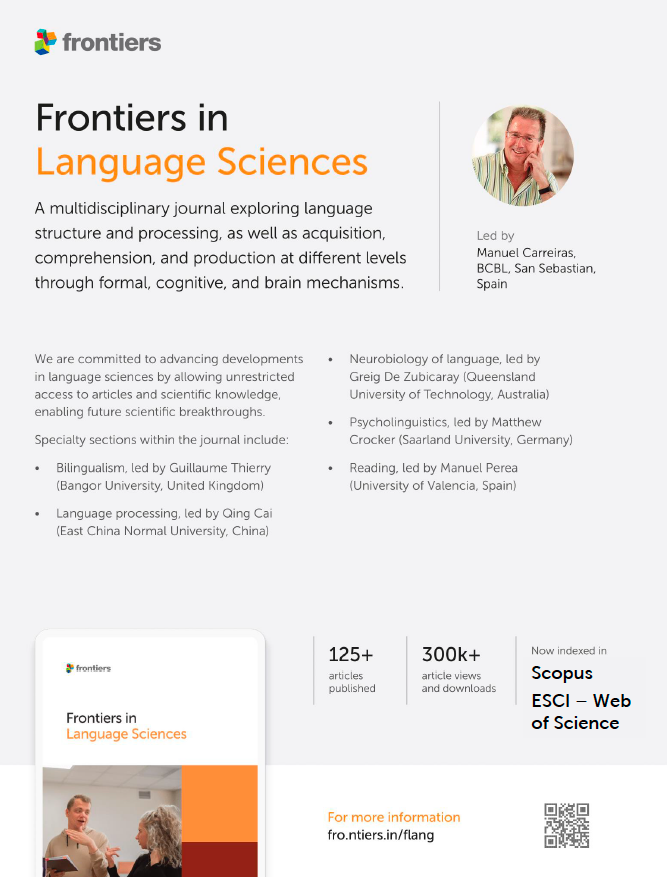 frontiers
Frontiers in
Language Sciences
A multidisciplinary journal exploring language
structure and processing, as well as acquisition,
comprehension, and production at different levels
through formal, cognitive, and brain mechanisms.
Led by
Manuel Carreiras,
BCBL, San Sebastian,
Spain
We are committed to advancing developments
in language sciences by allowing unrestricted
access to articles and scientific knowledge,
enabling future scientific breakthroughs.
Specialty sections within the journal include:
• Bilingualism, led by Guillaume Thierry
(Bangor University, United Kingdom)
• Language processing, led by Qing Cai
(East China Normal University, China)
• Neurobiology of language, led by
Greig De Zubicaray (Queensland
University of Technology, Australia)
• Psycholinguistics, led by Matthew
Crocker (Saarland University, Germany)
• Reading, led by Manuel Perea
(University of Valencia, Spain)
frontiers
Frontiers in
Language Sciences
125+
articles
published
300k+
article views
and downloads
Now indexed in
Scopus
ESCI – Web
of Science
For more information
fro.ntiers.in/flang